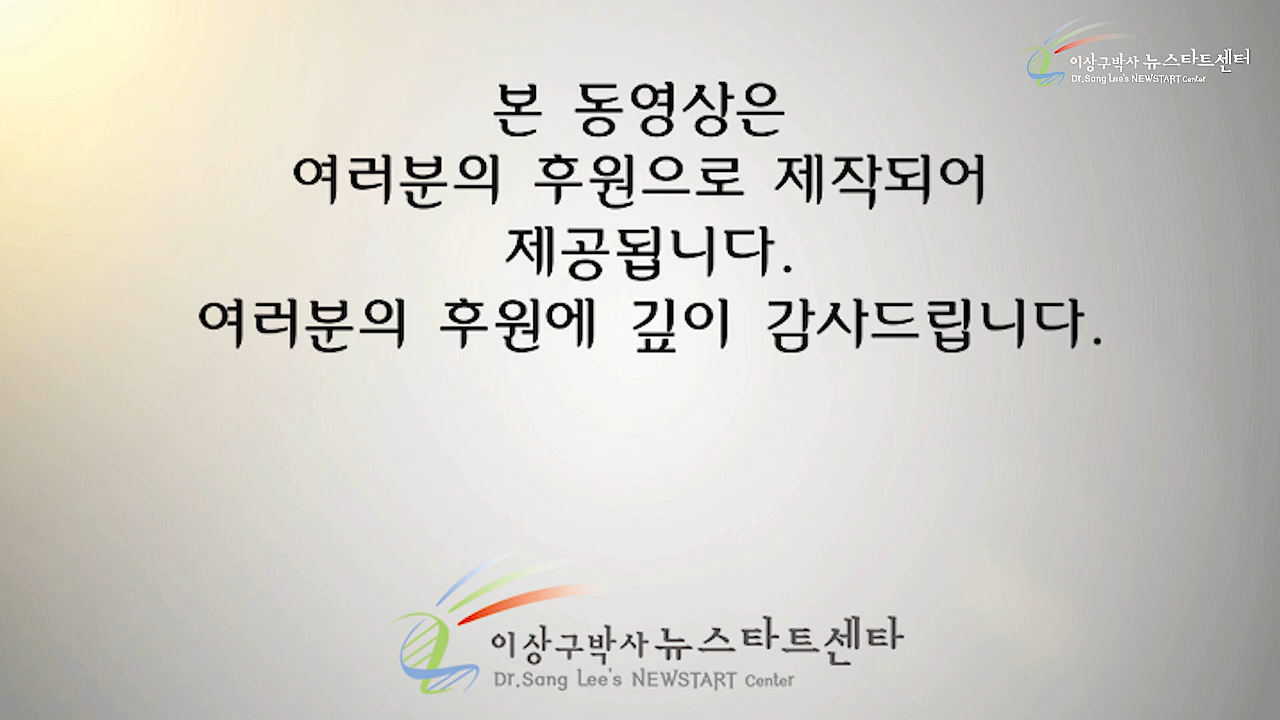 이상구박사 뉴스타트센터
Dr.Sang Lee's NEWSTART Center
본 동영상은
여러분의 후원으로 제작되어
제공됩니다.
여러분의 후원에 깊이 감사드립니다.
이상구박사 뉴스타트센타
Dr.Sang Lee's NEWSTART Center